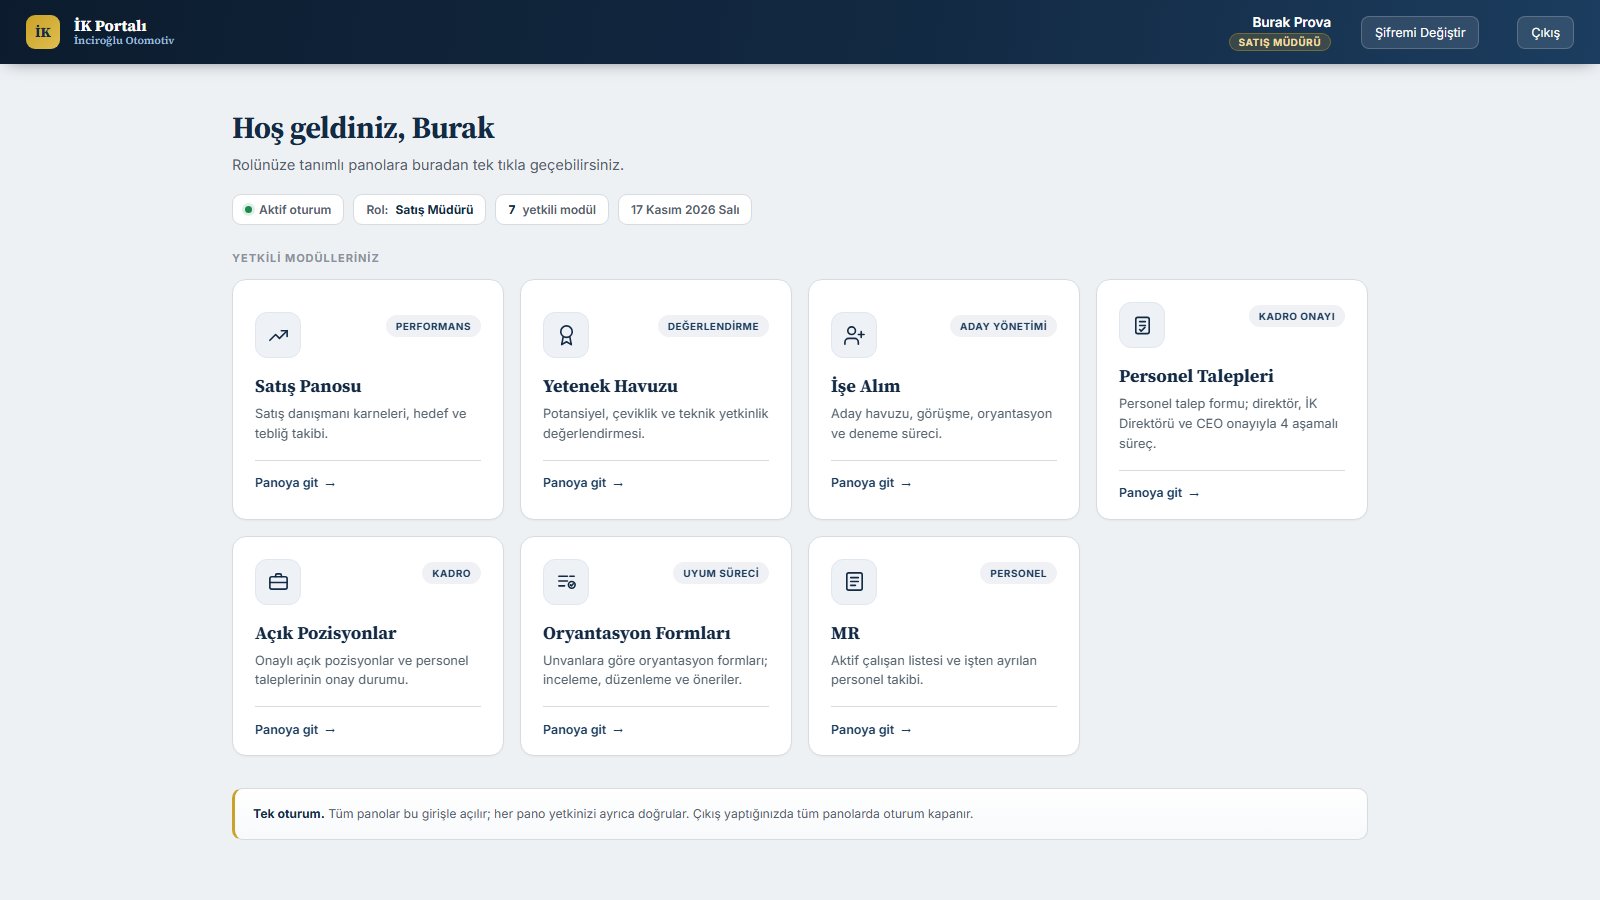 İK
İK Portalı
İnciroğlu Otomotiv
Burak Prova
SATIŞ MÜDÜRÜ
Şifremi Değiştir
Çıkış
Hoş geldiniz, Burak
Rolünüze tanımlı panolara buradan tek tıkla geçebilirsiniz.
Aktif oturum
Rol: Satış Müdürü
7 yetkili modül
17 Kasım 2026 Salı
YETKİLİ MODÜLLERİNİZ
PERFORMANS
Satış Panosu
Satış danışmanı karneleri, hedef ve
tebliğ takibi.
Panoya git →
DEĞERLENDİRME
Yetenek Havuzu
Potansiyel, çeviklik ve teknik yetkinlik
değerlendirmesi.
Panoya git →
ADAY YÖNETİMİ
İşe Alım
Aday havuzu, görüşme, oryantasyon
ve deneme süreci.
Panoya git →
KADRO ONAYI
Personel Talepleri
Personel talep formu; direktör, İK
Direktörü ve CEO onayıyla 4 aşamalı
süreç.
Panoya git →
KADRO
Açık Pozisyonlar
Onaylı açık pozisyonlar ve personel
taleplerinin onay durumu.
Panoya git →
UYUM SÜRECİ
Oryantasyon Formları
Unvanlara göre oryantasyon formları;
inceleme, düzenleme ve öneriler.
Panoya git →
PERSONEL
MR
Aktif çalışan listesi ve işten ayrılan
personel takibi.
Panoya git →
Tek oturum. Tüm panolar bu girişle açılır; her pano yetkinizi ayrıca doğrular. Çıkış yaptığınızda tüm panolarda oturum kapanır.